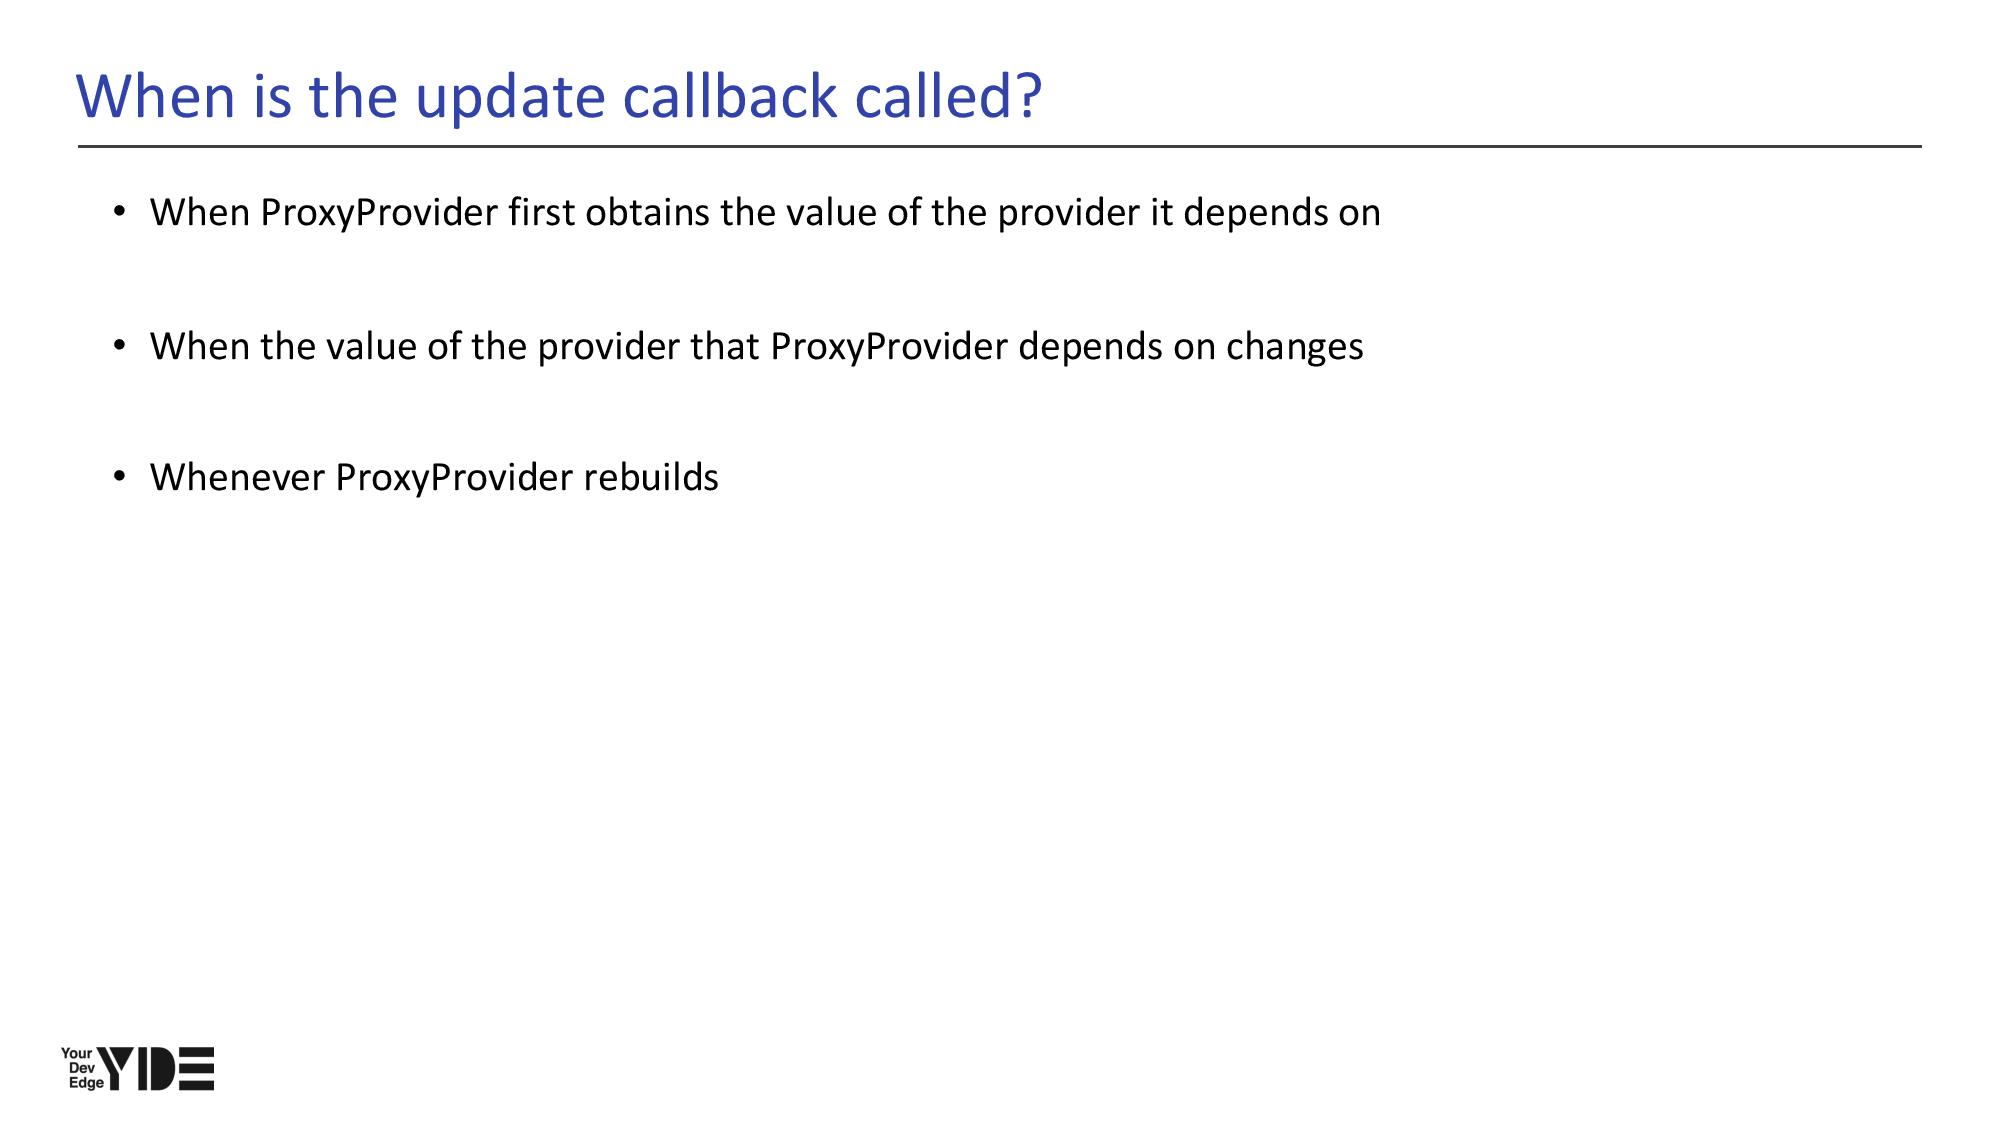 When is the update callback called?
• When ProxyProvider first obtains the value of the provider it depends on
• When the value of the provider that ProxyProvider depends on changes
• Whenever ProxyProvider rebuilds
Your
Dev
Edge
YDE